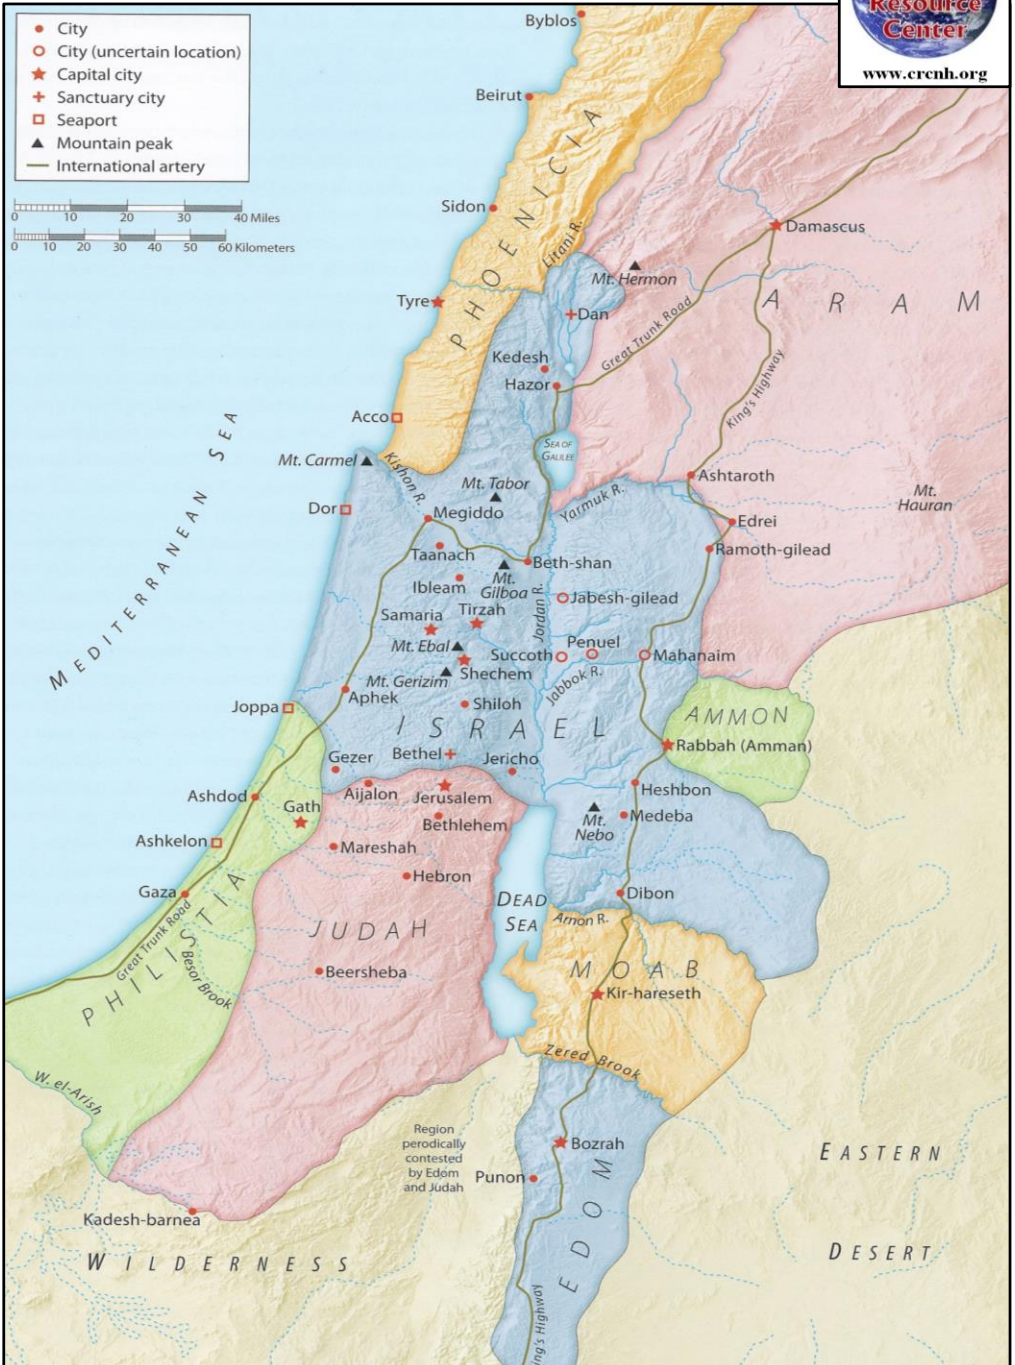 City
City (uncertain location)
Capital city
Sanctuary city
Seaport
Mountain peak
International artery
0 10 20 30 40 Miles
0 10 20 30 40 50 60 Kilometers
Resource
Center
www.crcnh.org
Byblos
Beirut
PHOENICIA
Sidon
Litani R.
Damascus
Mt. Hermon
Tyre
ARAM
Dan
Great Trunk Road
Kedesh
Hazor
King's Highway
Acco
SEA OF
GALILEE
MEDITERRANEAN SEA
Mt. Carmel
Kishon R.
Mt. Tabor
Ashtaroth
Yarmuk R.
Mt.
Hauran
Dor
Megiddo
Edrei
Taanach
Ramoth-gilead
Beth-shan
Ibleam
Mt.
Gilboa
Jordan R.
Jabesh-gilead
Samaria
Tirzah
Mt. Ebal
Penuel
Succoth
Mahanaim
Shechem
Mt. Gerizim
Jabbok R.
Aphek
Shiloh
Joppa
ISRAEL
AMMON
Rabbah (Amman)
Gezer
Bethel
Jericho
Heshbon
Ashdod
Aijalon
Jerusalem
Gath
Mt.
Nebo
Medeba
Bethlehem
Ashkelon
Mareshah
Hebron
Gaza
DEAD
SEA
Dibon
Great Trunk Road
Arnon R.
JUDAH
PHILISTIA
Besor Brook
Beersheba
MOAB
Kir-hareseth
Zered Brook
W. el-Arish
Region
perodically
contested
by Edom
and Judah
Bozrah
EASTERN
Punon
EDOM
Kadesh-barnea
WILDERNESS
DESERT
ing's Highway